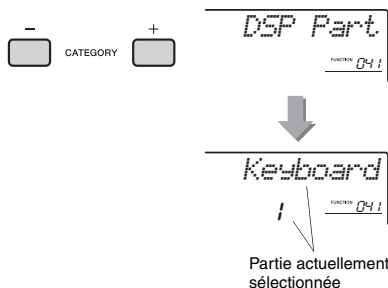 − +
CATEGORY
DSP Part
FUNCTION 041
Keyboard
1
FUNCTION 041
Partie actuellement
sélectionnée